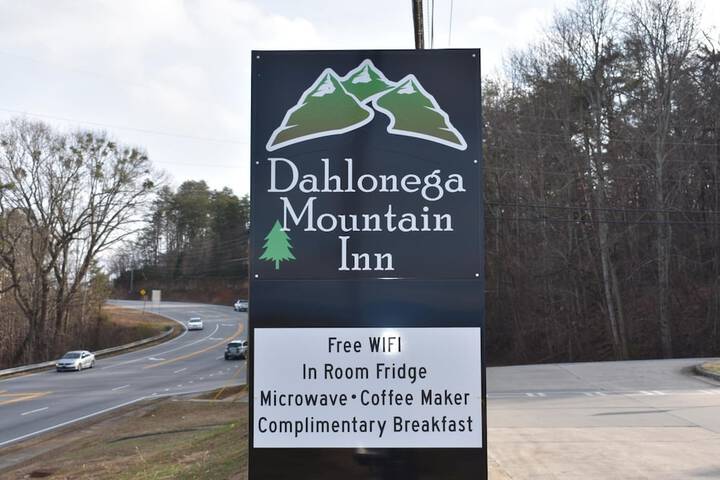 Dahlonega
Mountain
Inn
Free WIFI
In Room Fridge
Microwave • Coffee Maker
Complimentary Breakfast